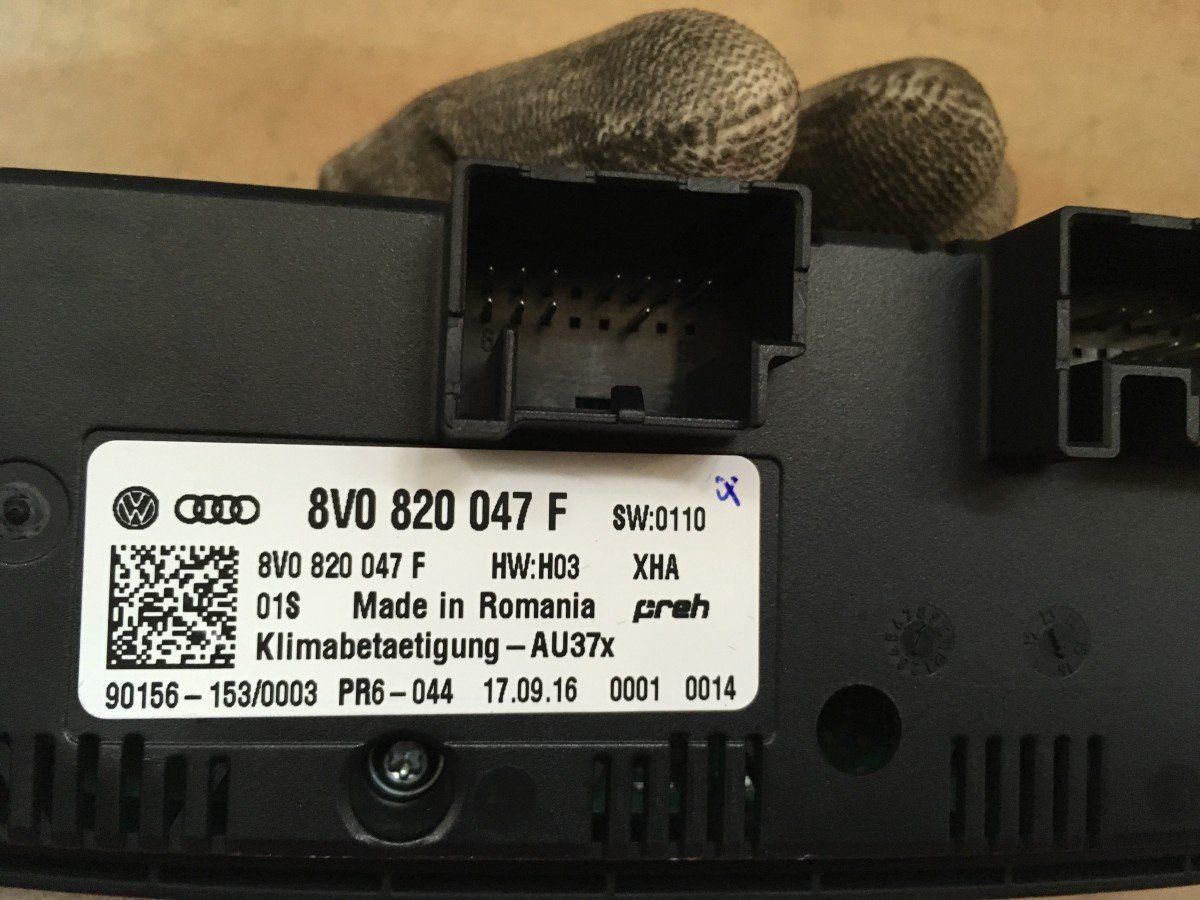 8V0 820 047 F SW:0110
8V0 820 047 F HW:H03 XHA
01S Made in Romania preh
Klimabetaetigung-AU37x
90156-153/0003 PR6-044 17.09.16 0001 0014